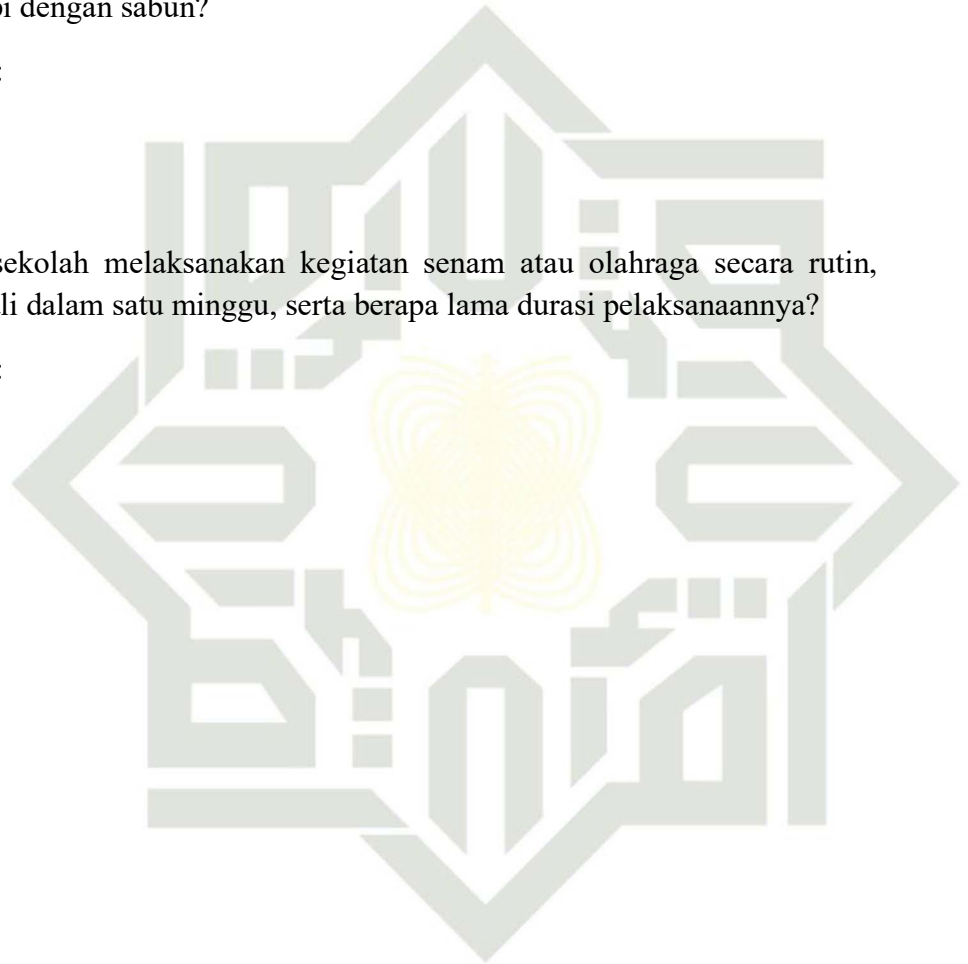 i dengan sabun?
:
sekolah melaksanakan kegiatan senam atau olahraga secara rutin,
li dalam satu minggu, serta berapa lama durasi pelaksanaannya?
: